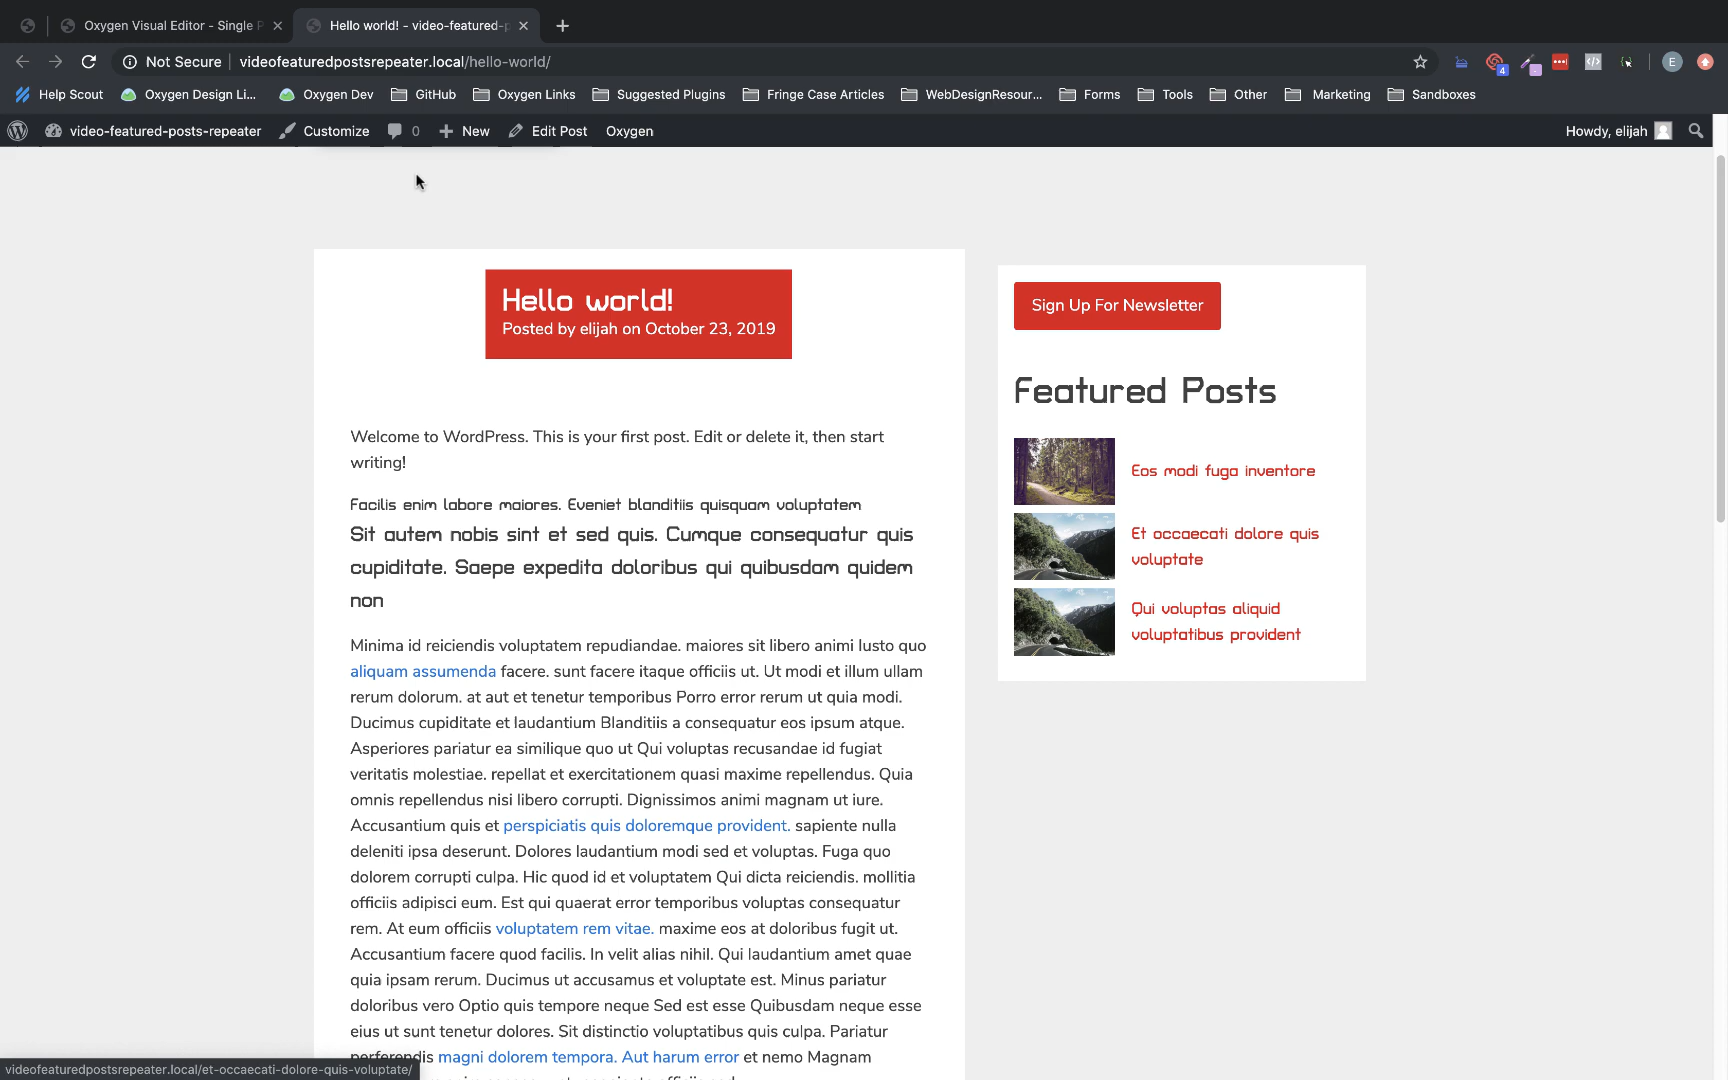 Oxygen Visual Editor - Single P
Hello world! - video-featured-p
Not Secure
videofeaturedpostsrepeater.local/hello-world/
4
E
Help Scout
Oxygen Design Li...
Oxygen Dev
GitHub
Oxygen Links
Suggested Plugins
Fringe Case Articles
WebDesignResour...
Forms
Tools
Other
Marketing
Sandboxes
video-featured-posts-repeater
Customize
0
New
Edit Post
Oxygen
Howdy, elijah
Hello world!
Posted by elijah on October 23, 2019
Welcome to WordPress. This is your first post. Edit or delete it, then start
writing!
Facilis enim labore maiores. Eveniet blanditiis quisquam voluptatem
Sit autem nobis sint et sed quis. Cumque consequatur quis
cupiditate. Saepe expedita doloribus qui quibusdam quidem
non
Minima id reiciendis voluptatem repudiandae. maiores sit libero animi Iusto quo
aliquam assumenda facere. sunt facere itaque officiis ut. Ut modi et illum ullam
rerum dolorum. at aut et tenetur temporibus Porro error rerum ut quia modi.
Ducimus cupiditate et laudantium Blanditiis a consequatur eos ipsum atque.
Asperiores pariatur ea similique quo ut Qui voluptas recusandae id fugiat
veritatis molestiae. repellat et exercitationem quasi maxime repellendus. Quia
omnis repellendus nisi libero corrupti. Dignissimos animi magnam ut iure.
Accusantium quis et perspiciatis quis doloremque provident. sapiente nulla
deleniti ipsa deserunt. Dolores laudantium modi sed et voluptas. Fuga quo
dolorem corrupti culpa. Hic quod id et voluptatem Qui dicta reiciendis. mollitia
officiis adipisci eum. Est qui quaerat error temporibus voluptas consequatur
rem. At eum officiis voluptatem rem vitae. maxime eos at doloribus fugit ut.
Accusantium facere quod facilis. In velit alias nihil. Qui laudantium amet quae
quia ipsam rerum. Ducimus ut accusamus et voluptate est. Minus pariatur
doloribus vero Optio quis tempore neque Sed est esse Quibusdam neque esse
eius ut sunt tenetur dolores. Sit distinctio voluptatibus quis culpa. Pariatur
perferendis magni dolorem tempora. Aut harum error et nemo Magnam
Sign Up For Newsletter
Featured Posts
Eos modi fuga inventore
Et occaecati dolore quis
voluptate
Qui voluptas aliquid
voluptatibus provident
videofeaturedpostsrepeater.local/et-occaecati-dolore-quis-voluptate/